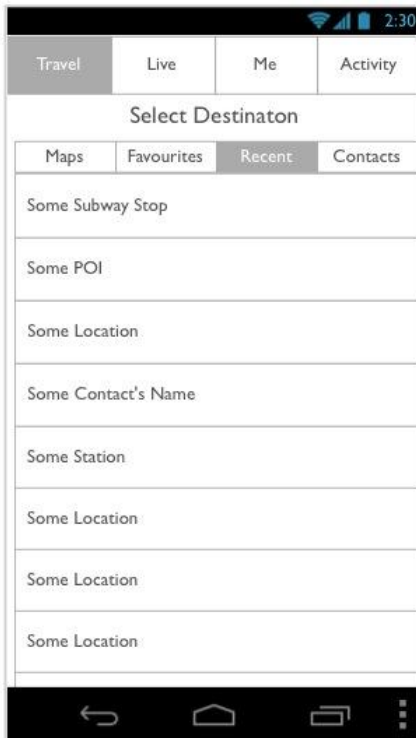 2:30
Travel Live Me Activity
Select Destinaton
Maps Favourites Recent Contacts
Some Subway Stop
Some POI
Some Location
Some Contact's Name
Some Station
Some Location
Some Location
Some Location